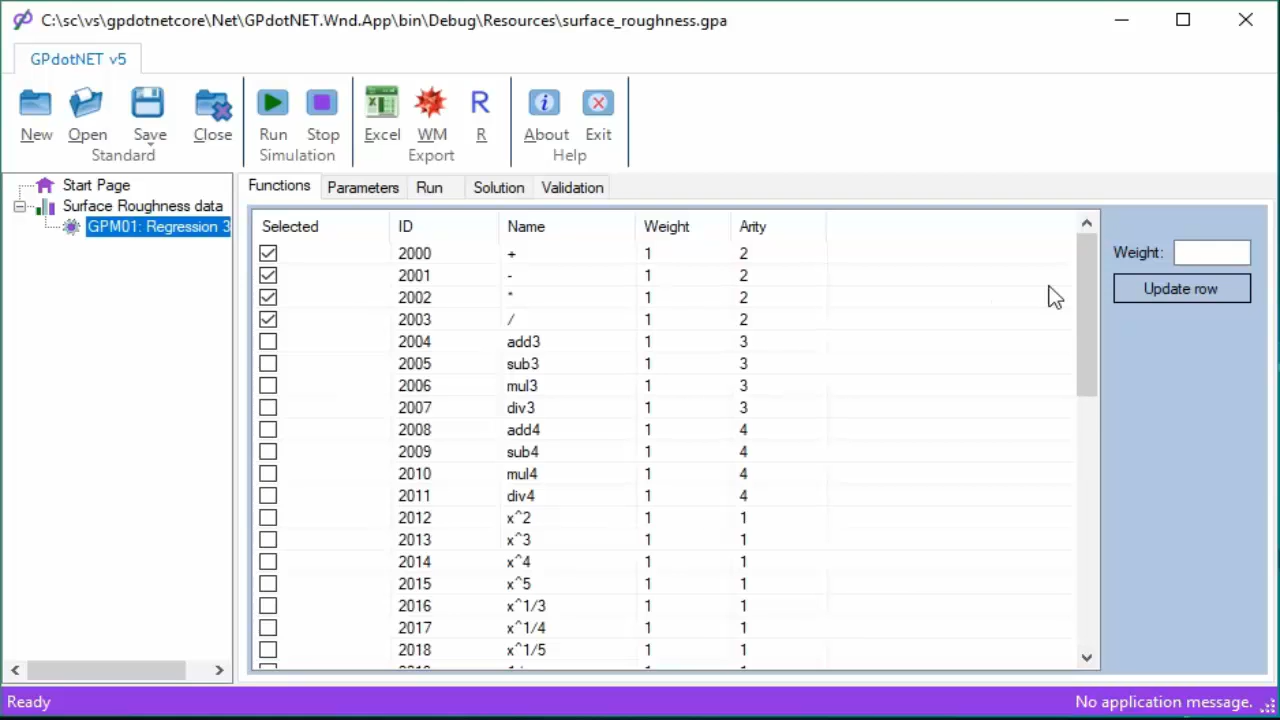 C:\sc\vs\gpdotnetcore\Net\GPdotNET.Wnd.App\bin\Debug\Resources\surface_roughness.gpa
GPdotNET v5
New Open Save Close Run Stop Excel WM R About Exit
Standard Simulation Export Help
Start Page
Surface Roughness data
GPM01: Regression 3
Functions Parameters Run Solution Validation
Selected ID Name Weight Arity
2000 + 1 2
2001 - 1 2
2002 * 1 2
2003 / 1 2
2004 add3 1 3
2005 sub3 1 3
2006 mul3 1 3
2007 div3 1 3
2008 add4 1 4
2009 sub4 1 4
2010 mul4 1 4
2011 div4 1 4
2012 x^2 1 1
2013 x^3 1 1
2014 x^4 1 1
2015 x^5 1 1
2016 x^1/3 1 1
2017 x^1/4 1 1
2018 x^1/5 1 1
Weight:
Update row
Ready
No application message.